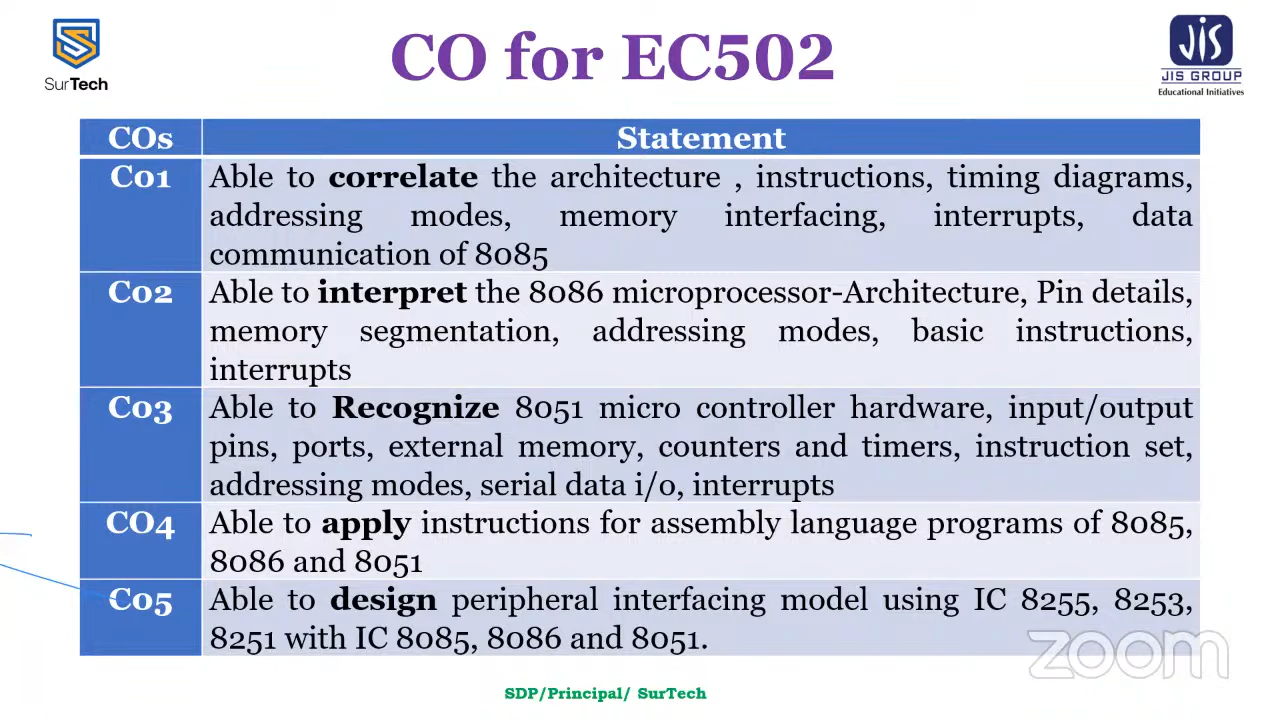 SurTech
CO for EC502
JIS
JIS GROUP
Educational Initiatives
COs Statement
Co1 Able to correlate the architecture , instructions, timing diagrams,
addressing modes, memory interfacing, interrupts, data
communication of 8085
Co2 Able to interpret the 8086 microprocessor-Architecture, Pin details,
memory segmentation, addressing modes, basic instructions,
interrupts
Co3 Able to Recognize 8051 micro controller hardware, input/output
pins, ports, external memory, counters and timers, instruction set,
addressing modes, serial data i/o, interrupts
CO4 Able to apply instructions for assembly language programs of 8085,
8086 and 8051
Co5 Able to design peripheral interfacing model using IC 8255, 8253,
8251 with IC 8085, 8086 and 8051.
zoom
SDP/Principal/ SurTech